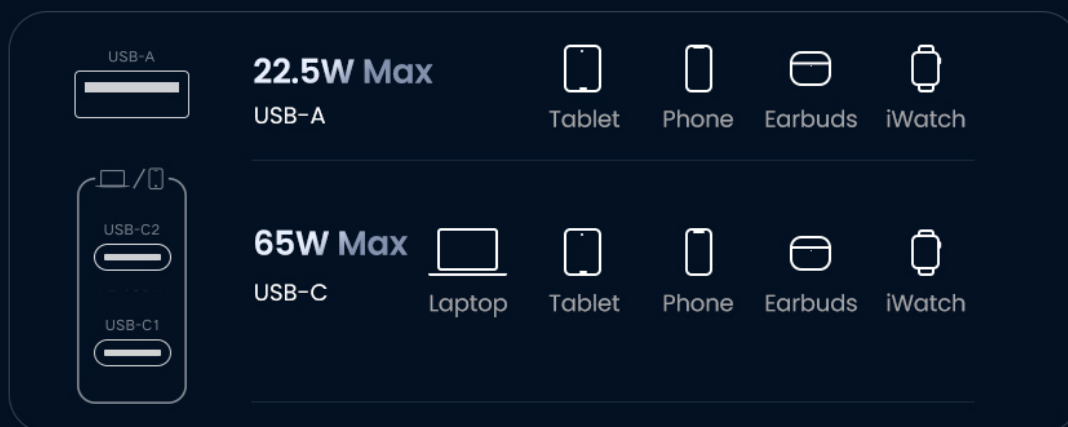 USB-A
22.5W Max
USB-A
Tablet Phone Earbuds iWatch
USB-C2
65W Max
USB-C
Laptop Tablet Phone Earbuds iWatch
USB-C1